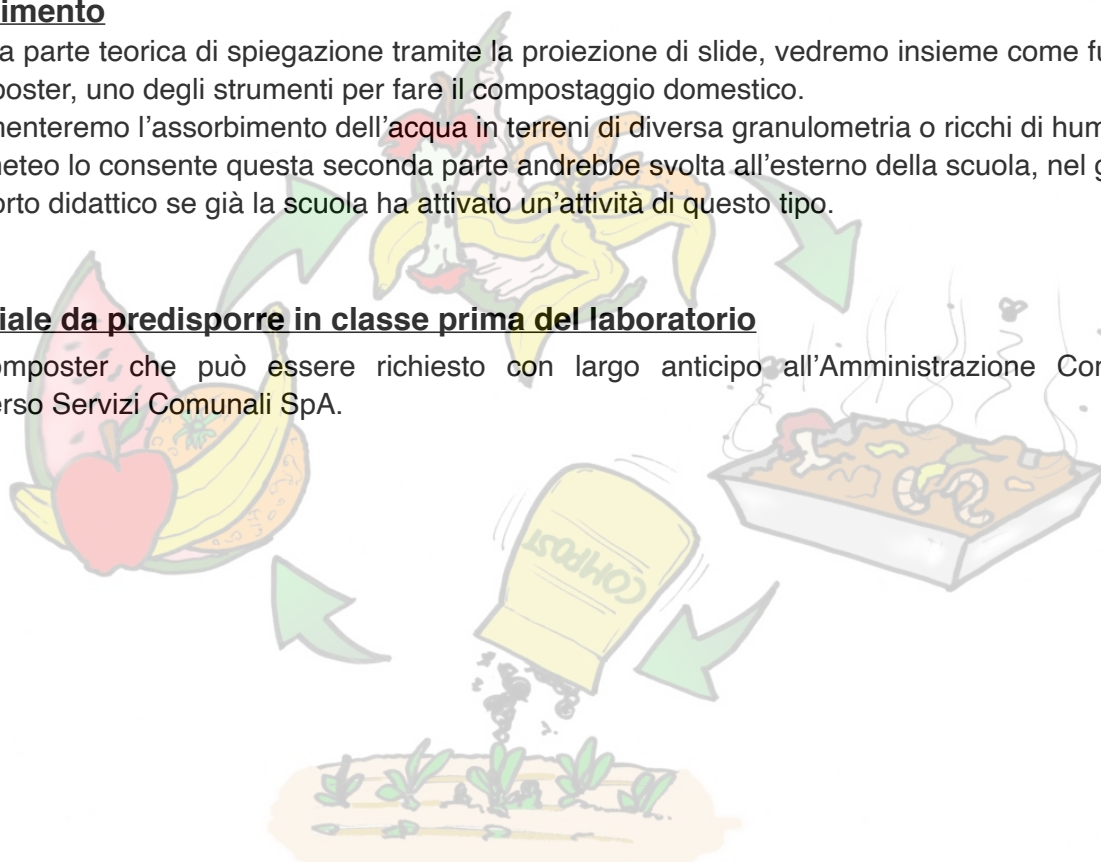 imento
a parte teorica di spiegazione tramite la proiezione di slide, vedremo insieme come fu
poster, uno degli strumenti per fare il compostaggio domestico.
menteremo l'assorbimento dell'acqua in terreni di diversa granulometria o ricchi di hum
meteo lo consente questa seconda parte andrebbe svolta all'esterno della scuola, nel g
orto didattico se già la scuola ha attivato un'attività di questo tipo.
iale da predisporre in classe prima del laboratorio
omposter che può essere richiesto con largo anticipo all'Amministrazione Com
erso Servizi Comunali SpA.
COMPOST